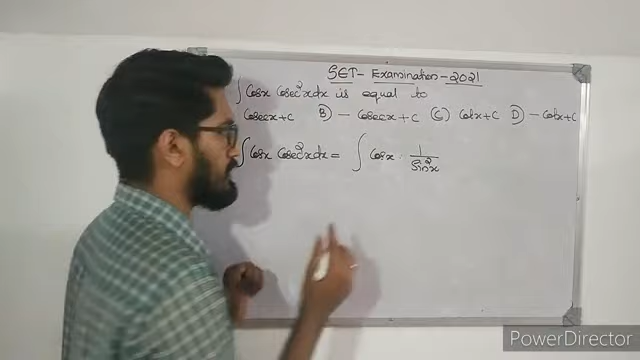 SET- Examination-2021
∫ Cosx Cosec²x dx is equal to
Cosecx+C B) - Cosecx+C (C) Cotx+C D) - Cotx+C
∫ Cosx Cosec²x dx = ∫ Cosx . 1/Sin²x
PowerDirector